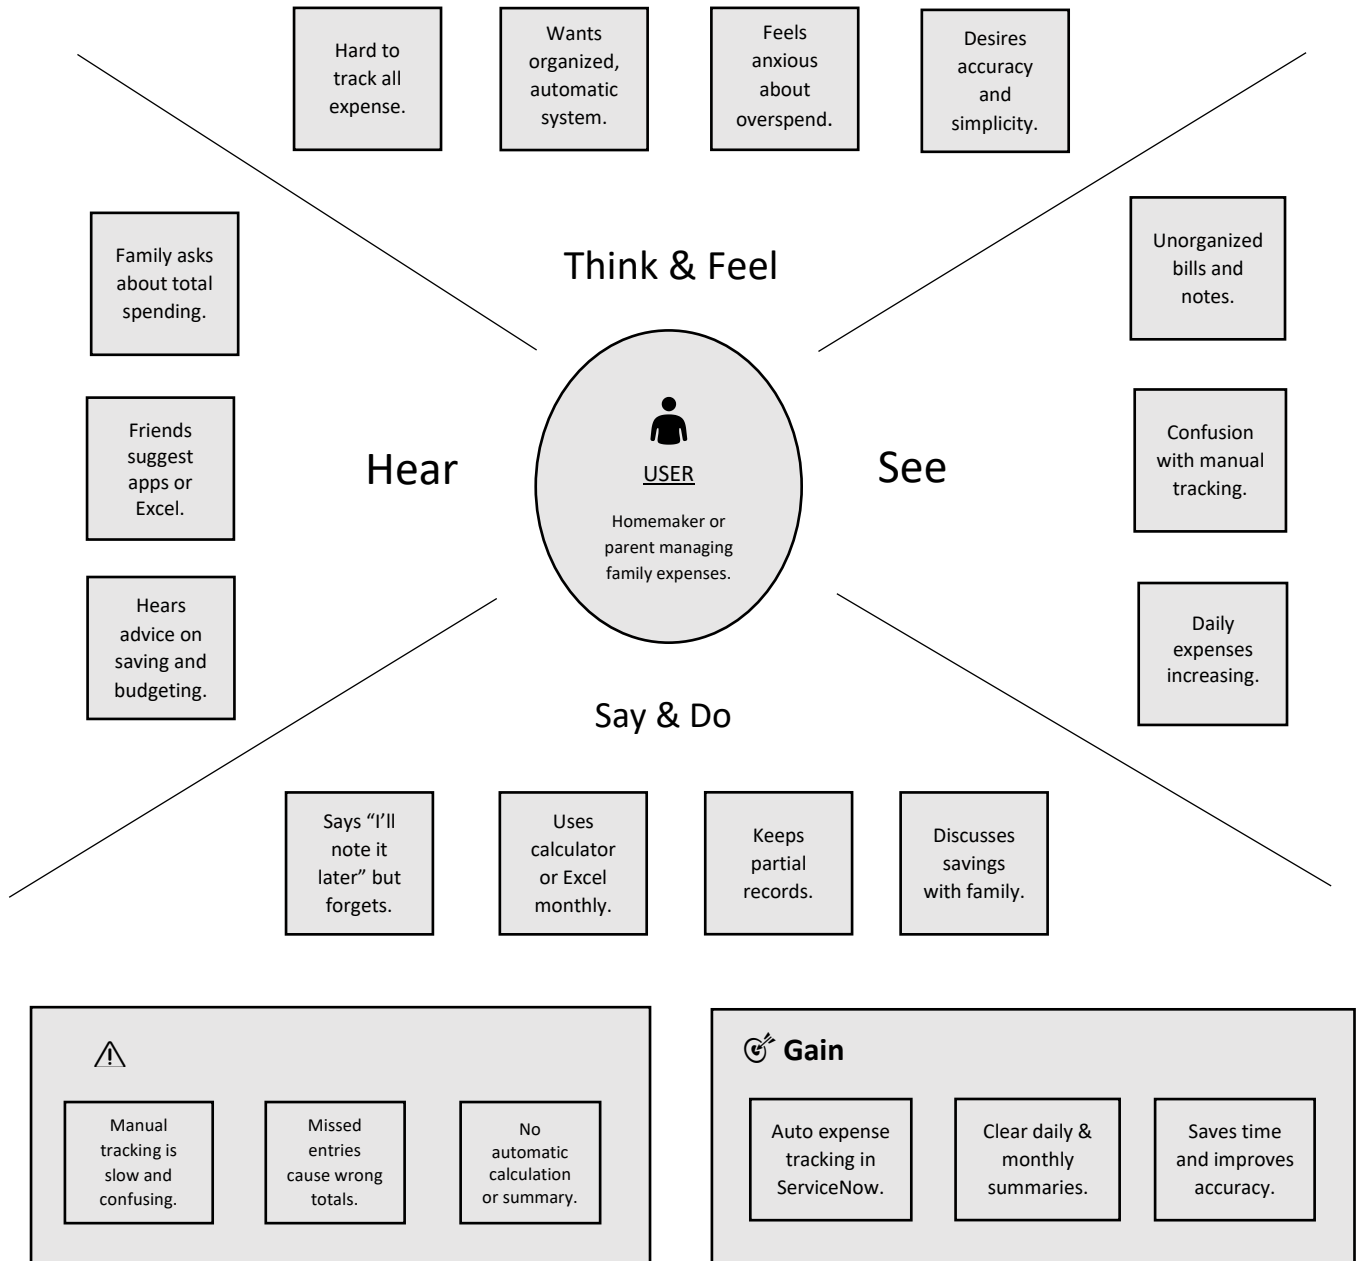 Hard to
track all
expense.
Wants
organized,
automatic
system.
Feels
anxious
about
overspend.
Desires
accuracy
and
simplicity.
Think & Feel
Family asks
about total
spending.
Friends
suggest
apps or
Excel.
Hears
advice on
saving and
budgeting.
Hear
USER
Homemaker or
parent managing
family expenses.
See
Unorganized
bills and
notes.
Confusion
with manual
tracking.
Daily
expenses
increasing.
Say & Do
Says “I’ll
note it
later” but
forgets.
Uses
calculator
or Excel
monthly.
Keeps
partial
records.
Discusses
savings
with family.
Manual
tracking is
slow and
confusing.
Missed
entries
cause wrong
totals.
No
automatic
calculation
or summary.
Gain
Auto expense
tracking in
ServiceNow.
Clear daily &
monthly
summaries.
Saves time
and improves
accuracy.